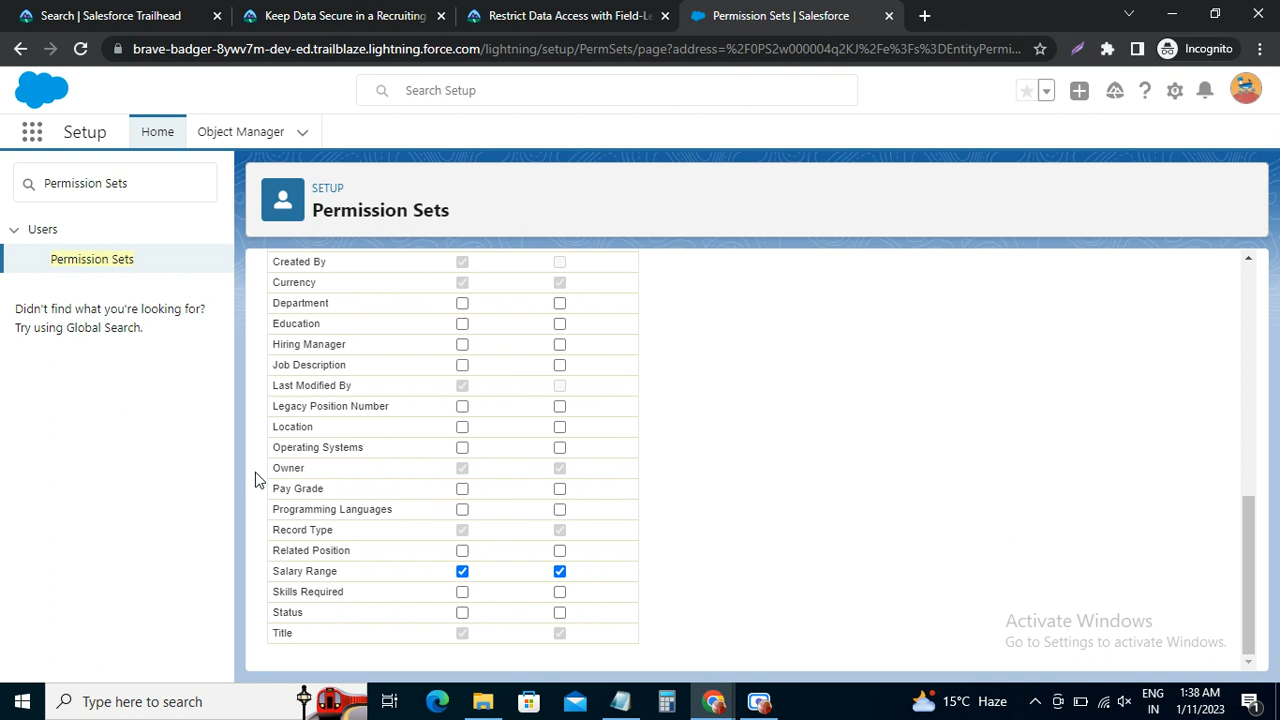 Search | Salesforce Trailhead
Keep Data Secure in a Recruiting
Restrict Data Access with Field-Le
Permission Sets | Salesforce
brave-badger-8ywv7m-dev-ed.trailblaze.lightning.force.com/lightning/setup/PermSets/page?address=%2F0PS2w000004q2KJ%2Fe%3Fs%3DEntityPermi...
Incognito
Search Setup
Setup
Home
Object Manager
Permission Sets
Users
Permission Sets
Didn't find what you're looking for?
Try using Global Search.
SETUP
Permission Sets
Created By
Currency
Department
Education
Hiring Manager
Job Description
Last Modified By
Legacy Position Number
Location
Operating Systems
Owner
Pay Grade
Programming Languages
Record Type
Related Position
Salary Range
Skills Required
Status
Title
Activate Windows
Go to Settings to activate Windows.
Type here to search
15°C Haze
ENG
IN
1:38 AM
1/11/2023
1